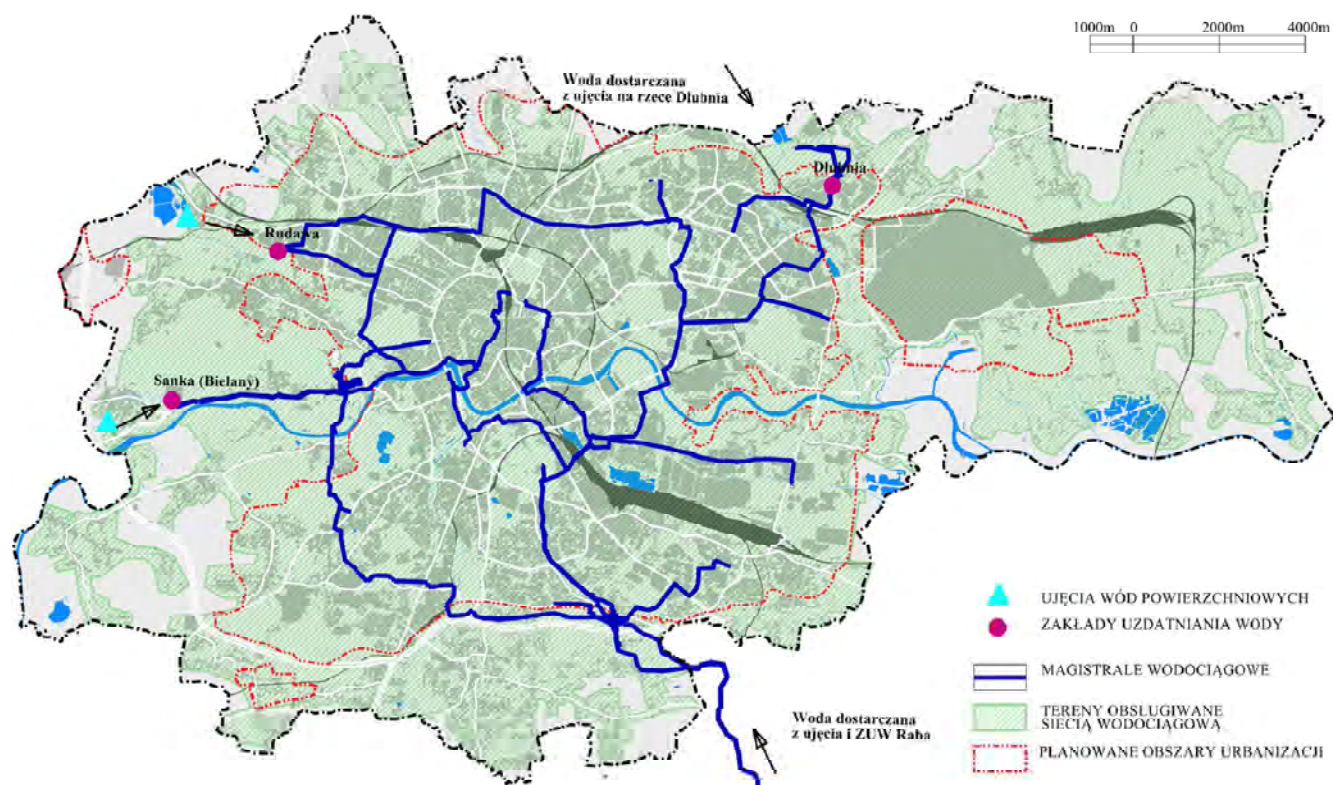 1000m 0 2000m 4000m
Woda dostarczana
z ujęcia na rzece Dłubnia
Dłubnia
Rudawa
Sanka (Bielany)
UJĘCIA WÓD POWIERZCHNIOWYCH
ZAKŁADY UZDATNIANIA WODY
MAGISTRALE WODOCIĄGOWE
TERENY OBSŁUGIWANE
SIECIĄ WODOCIĄGOWĄ
PLANOWANE OBSZARY URBANIZACJI
Woda dostarczana
z ujęcia i ZUW Raba